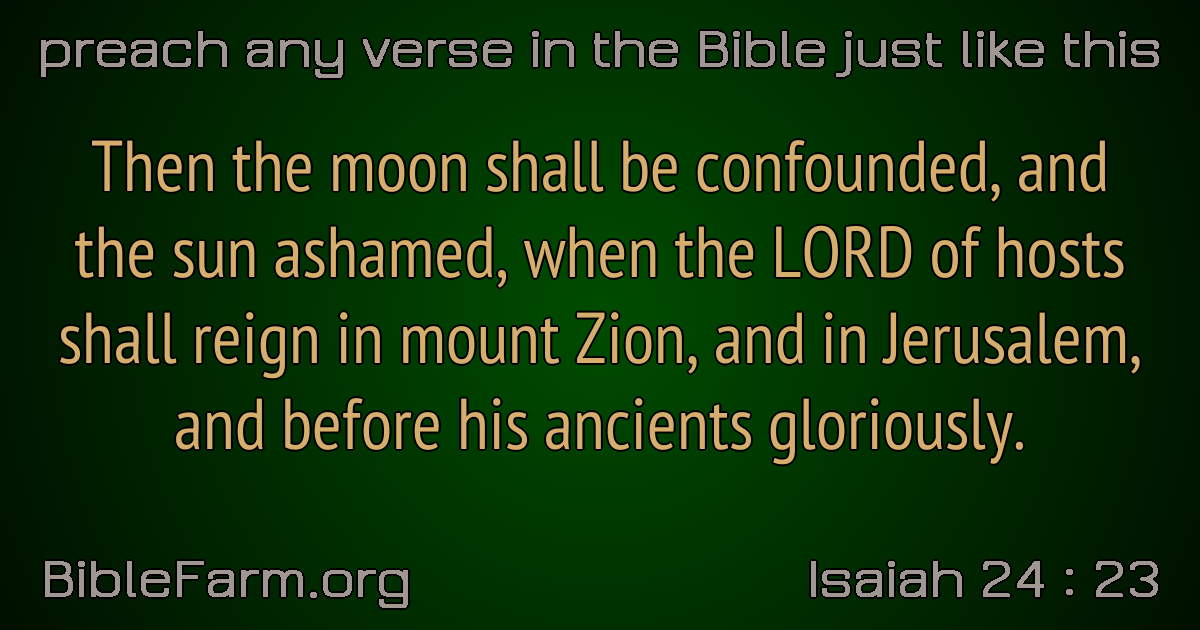 preach any verse in the Bible just like this
Then the moon shall be confounded, and
the sun ashamed, when the LORD of hosts
shall reign in mount Zion, and in Jerusalem,
and before his ancients gloriously.
BibleFarm.org
Isaiah 24 : 23